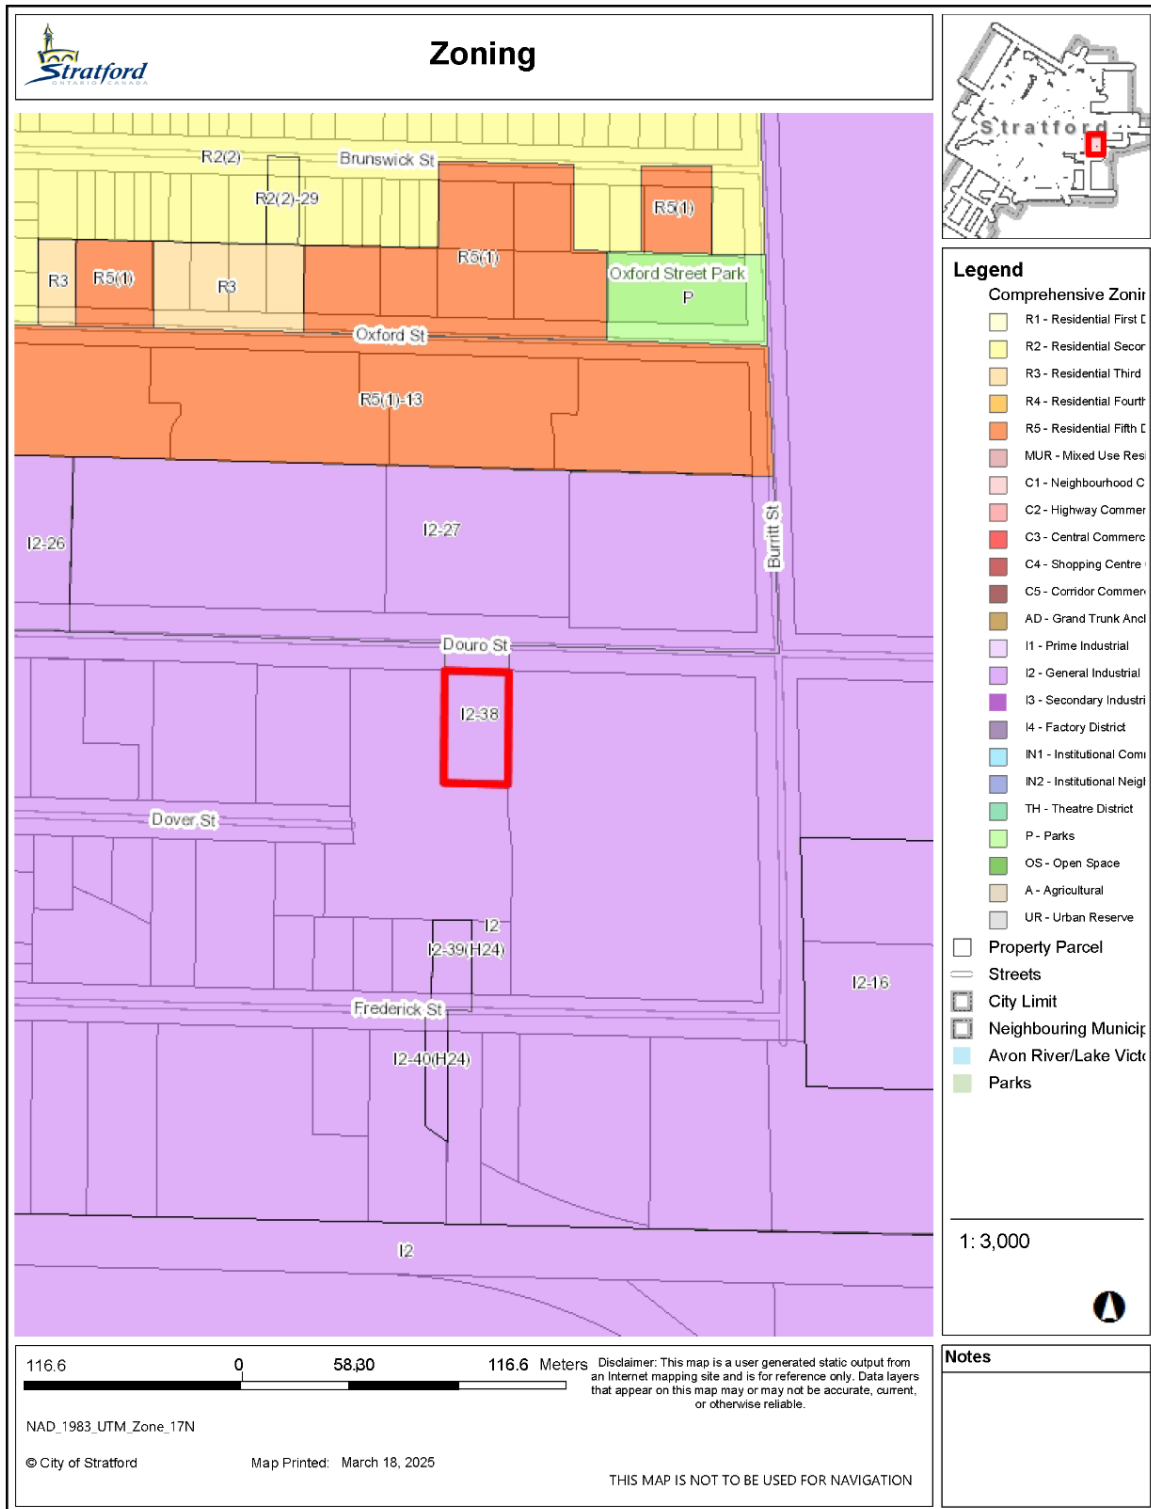 Stratford
ONTARIO CANADA
Zoning
Stratford
R2(2)
Brunswick St
R2(2)-29
R5(1)
R5(1)
Oxford Street Park
P
R3
R5(1)
R3
Oxford St
R5(1)-13
I2-26
I2-27
Burritt St
Douro St
I2-38
Dover St
I2
I2-39(H24)
I2-16
Frederick St
I2-40(H24)
I2
Legend
Comprehensive Zonin
R1 - Residential First D
R2 - Residential Secon
R3 - Residential Third
R4 - Residential Fourth
R5 - Residential Fifth D
MUR - Mixed Use Resi
C1 - Neighbourhood C
C2 - Highway Commer
C3 - Central Commerc
C4 - Shopping Centre
C5 - Corridor Commerc
AD - Grand Trunk Anch
I1 - Prime Industrial
I2 - General Industrial
I3 - Secondary Industri
I4 - Factory District
IN1 - Institutional Comm
IN2 - Institutional Neigh
TH - Theatre District
P - Parks
OS - Open Space
A - Agricultural
UR - Urban Reserve
Property Parcel
Streets
City Limit
Neighbouring Municip
Avon River/Lake Victo
Parks
1: 3,000
116.6 0 58.30 116.6 Meters
Disclaimer: This map is a user generated static output from
an Internet mapping site and is for reference only. Data layers
that appear on this map may or may not be accurate, current,
or otherwise reliable.
NAD_1983_UTM_Zone_17N
© City of Stratford Map Printed: March 18, 2025
THIS MAP IS NOT TO BE USED FOR NAVIGATION
Notes